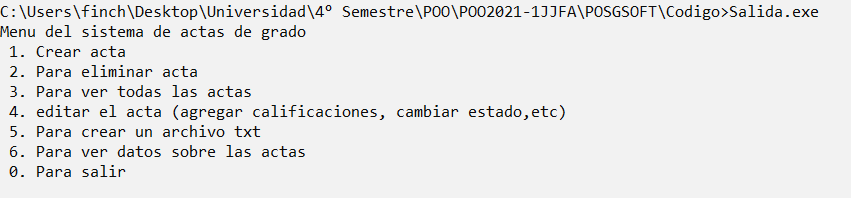 C:\Users\finch\Desktop\Universidad\4º Semestre\POO\POO2021-1JJFA\POSGSOFT\Codigo>Salida.exe
Menu del sistema de actas de grado
1. Crear acta
2. Para eliminar acta
3. Para ver todas las actas
4. editar el acta (agregar calificaciones, cambiar estado,etc)
5. Para crear un archivo txt
6. Para ver datos sobre las actas
0. Para salir